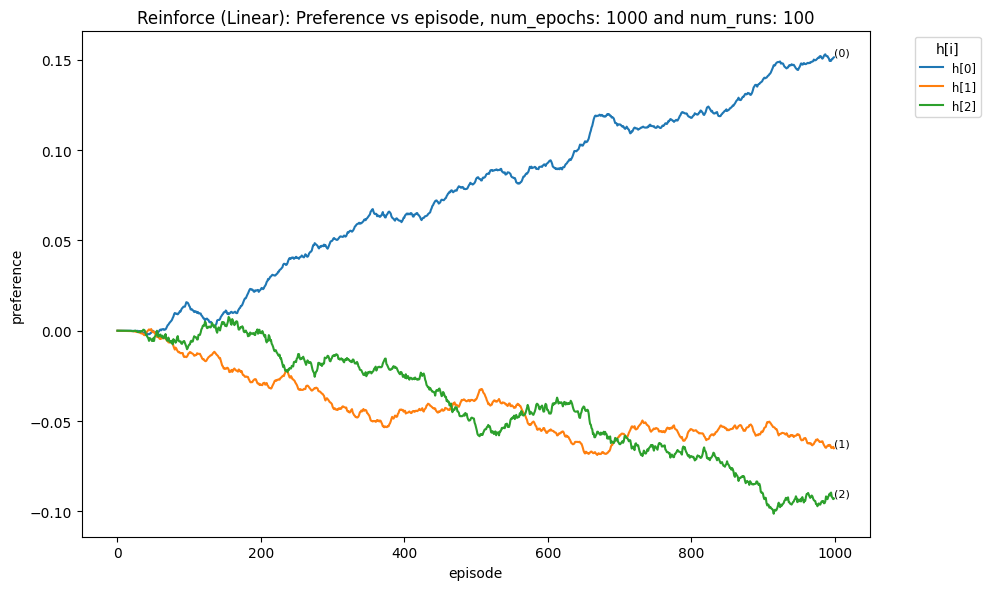 Reinforce (Linear): Preference vs episode, num_epochs: 1000 and num_runs: 100
preference
0.15
0.10
0.05
0.00
−0.05
−0.10
0
200
400
600
800
1000
episode
(0)
(1)
(2)
h[i]
h[0]
h[1]
h[2]